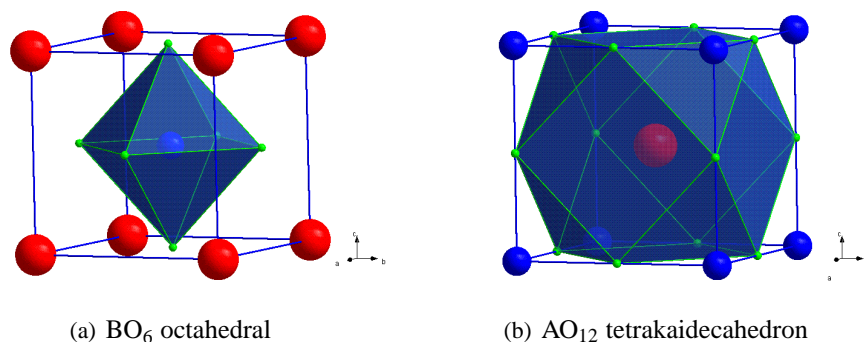 c
a
b
c
a
(a) BO₆ octahedral
(b) AO₁₂ tetrakaidecahedron